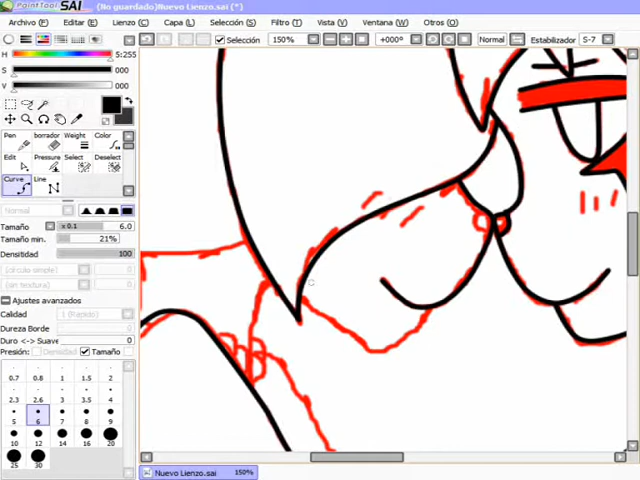 PaintTool SAI (No guardado)Nuevo Lienzo.sai (*)
Archivo (F) Editar (E) Lienzo (C) Capa (L) Selección (S) Filtro (T) Vista (V) Ventana (W) Otros (O)
Selección 150% +000° Normal Estabilizador S-7
H 5:255
S 000
V 000
Pen borrador Weight Color
Edit Pressure Select Deselect
Curve Line
Normal
Tamaño x 0.1 6.0
Tamaño min. 21%
Densidad 100
(circulo simple)
(sin textura)
Ajustes avanzados
Calidad 1 (Rapido)
Dureza Borde 0
Duro <-> Suave 0
Presión: Densidad Tamaño
0.7 0.8 1 1.5 2
2.3 2.6 3 3.5 4
5 6 7 8 9
10 12 14 16 20
25 30
Nuevo Lienzo.sai 150%